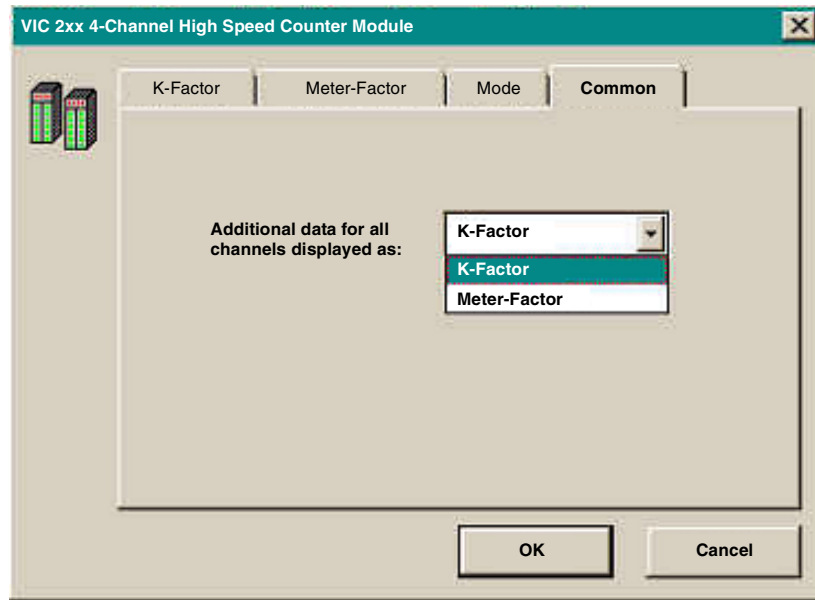 VIC 2xx 4-Channel High Speed Counter Module
K-Factor
Meter-Factor
Mode
Common
Additional data for all
channels displayed as:
K-Factor
K-Factor
Meter-Factor
OK
Cancel